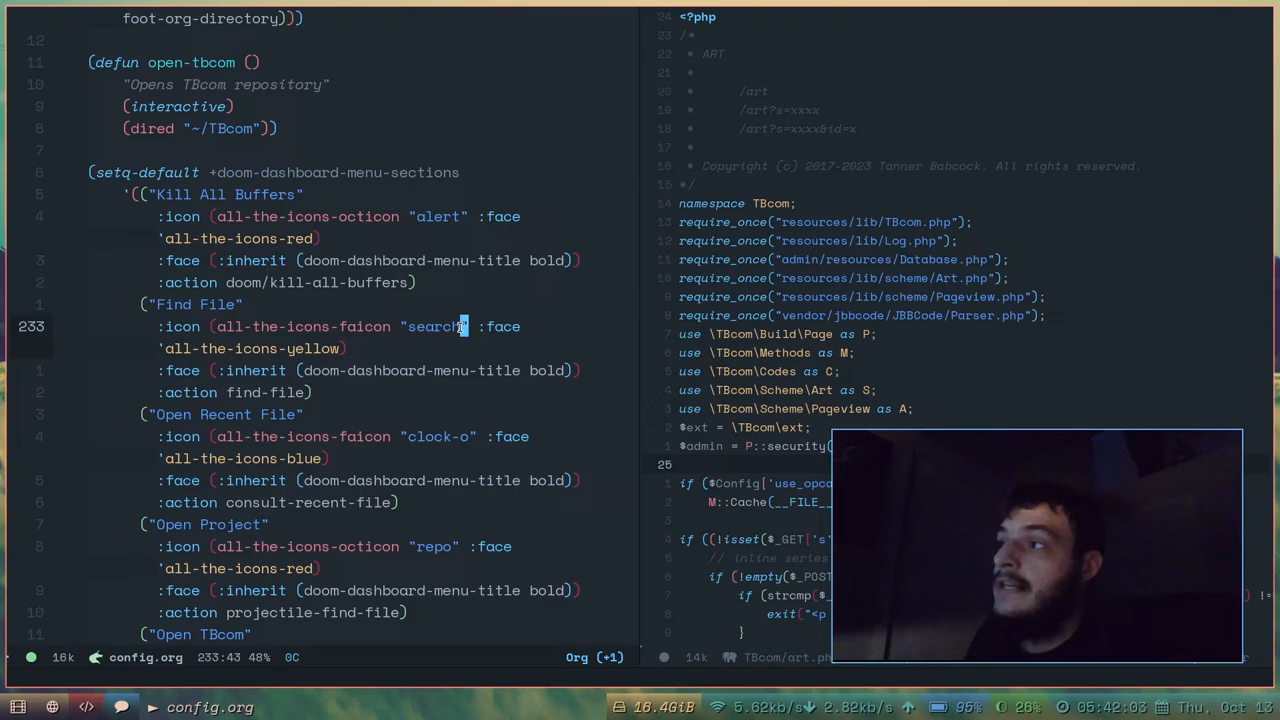 foot-org-directory)))
12
11 (defun open-tbcom ()
10 "Opens TBcom repository"
9 (interactive)
8 (dired "~/TBcom"))
7
6 (setq-default +doom-dashboard-menu-sections
5 '(("Kill All Buffers"
4 :icon (all-the-icons-octicon "alert" :face
'all-the-icons-red)
3 :face (:inherit (doom-dashboard-menu-title bold))
2 :action doom/kill-all-buffers)
1 ("Find File"
233 :icon (all-the-icons-faicon "search" :face
'all-the-icons-yellow)
1 :face (:inherit (doom-dashboard-menu-title bold))
2 :action find-file)
3 ("Open Recent File"
4 :icon (all-the-icons-faicon "clock-o" :face
'all-the-icons-blue)
5 :face (:inherit (doom-dashboard-menu-title bold))
6 :action consult-recent-file)
7 ("Open Project"
8 :icon (all-the-icons-octicon "repo" :face
'all-the-icons-red)
9 :face (:inherit (doom-dashboard-menu-title bold))
10 :action projectile-find-file)
11 ("Open TBcom"
16k config.org 233:43 48% 0C Org (+1)
24 <?php
23 /*
22 * ART
21 *
20 * /art
19 * /art?s=xxxx
18 * /art?s=xxxx&id=x
17 *
16 * Copyright (c) 2017-2023 Tanner Babcock. All rights reserved.
15 */
14 namespace TBcom;
13 require_once("resources/lib/TBcom.php");
12 require_once("resources/lib/Log.php");
11 require_once("admin/resources/Database.php");
10 require_once("resources/lib/scheme/Art.php");
9 require_once("resources/lib/scheme/Pageview.php");
8 require_once("vendor/jbbcode/JBBCode/Parser.php");
7 use \TBcom\Build\Page as P;
6 use \TBcom\Methods as M;
5 use \TBcom\Codes as C;
4 use \TBcom\Scheme\Art as S;
3 use \TBcom\Scheme\Pageview as A;
2 $ext = \TBcom\ext;
1 $admin = P::security(
25
1 if ($Config['use_opca
2 M::Cache(__FILE__
3
4 if ((!isset($_GET['s'
5 // inline series
6 if (!empty($_POST
7 if (strcmp($_ ) !=
8 exit("<p
9 }
14k TBcom/art.ph
config.org 16.4GiB 5.62kb/s 2.82kb/s 95% 26% 05:42:03 Thu, Oct 13